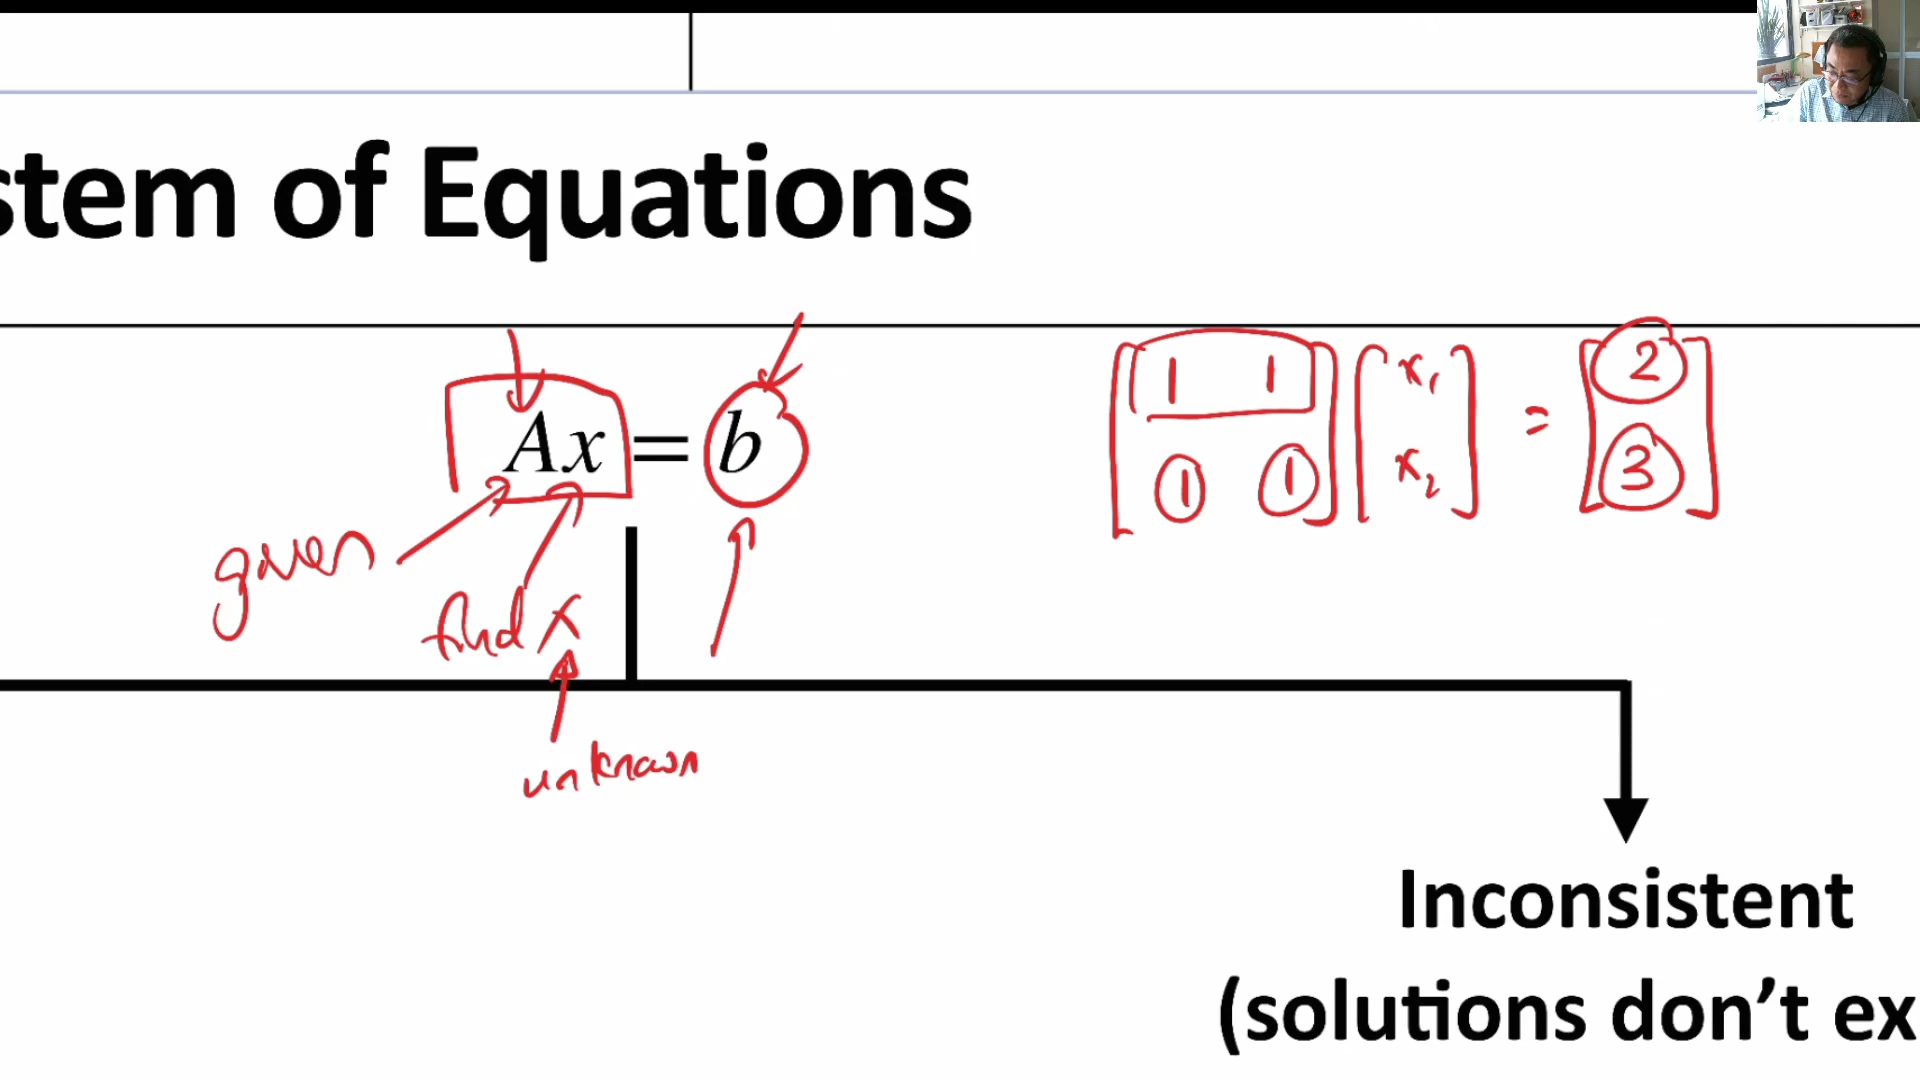 stem of Equations
Ax = b
[1 1] [x₁] = [2]
[1 1] [x₂] = [3]
given
find x
unknown
Inconsistent
(solutions don’t ex